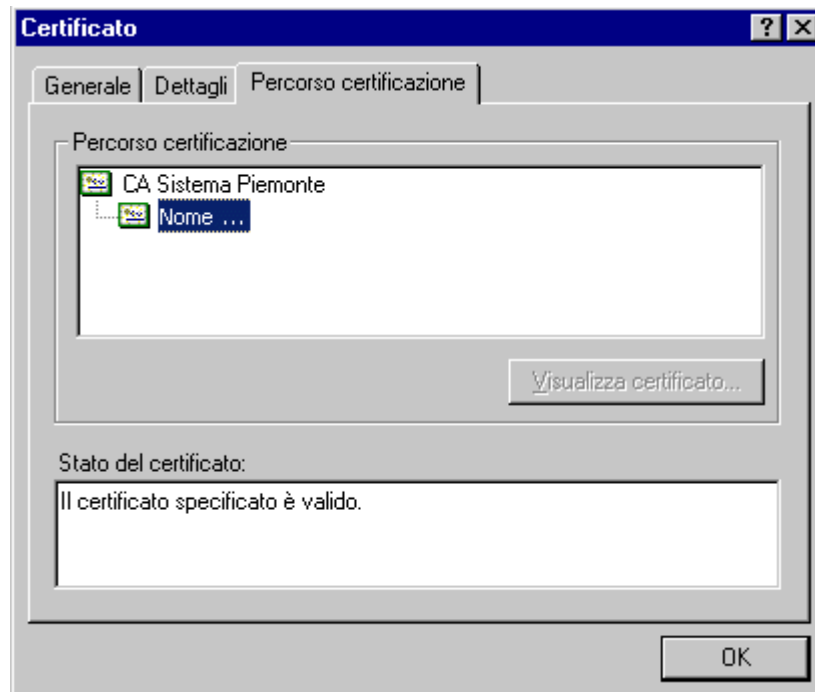 Certificato
Generale Dettagli Percorso certificazione
Percorso certificazione
CA Sistema Piemonte
Nome ...
Visualizza certificato...
Stato del certificato:
Il certificato specificato è valido.
OK